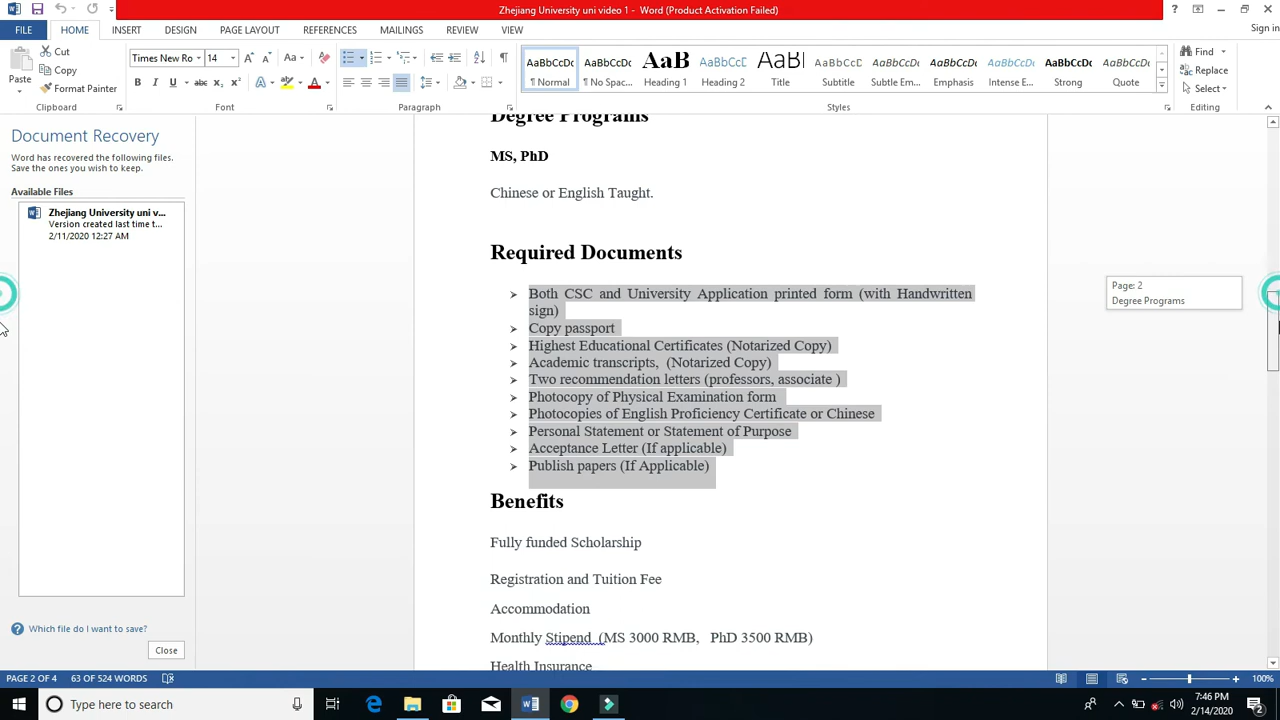 Zhejiang University uni video 1 - Word (Product Activation Failed)
Sign in
FILE HOME INSERT DESIGN PAGE LAYOUT REFERENCES MAILINGS REVIEW VIEW
Paste
Cut
Copy
Format Painter
Clipboard
Times New Ro 14
Font
Paragraph
AaBbCcDc ¶ Normal
AaBbCcDc ¶ No Spac...
AaB Heading 1
AaBbCcD Heading 2
AaBl Title
AaBbCcDc Subtitle
AaBbCcDc Subtle Em...
AaBbCcDc Emphasis
AaBbCcDc Intense E...
AaBbCcDc Strong
AaBbCcDc Quote
Styles
Find
Replace
Select
Editing
Document Recovery
Word has recovered the following files.
Save the ones you wish to keep.
Available Files
Zhejiang University uni v...
Version created last time t...
2/11/2020 12:27 AM
Which file do I want to save?
Close
Degree Programs
MS, PhD
Chinese or English Taught.
Required Documents
➢ Both CSC and University Application printed form (with Handwritten
sign)
➢ Copy passport
➢ Highest Educational Certificates (Notarized Copy)
➢ Academic transcripts, (Notarized Copy)
➢ Two recommendation letters (professors, associate )
➢ Photocopy of Physical Examination form
➢ Photocopies of English Proficiency Certificate or Chinese
➢ Personal Statement or Statement of Purpose
➢ Acceptance Letter (If applicable)
➢ Publish papers (If Applicable)
Benefits
Fully funded Scholarship
Registration and Tuition Fee
Accommodation
Monthly Stipend (MS 3000 RMB, PhD 3500 RMB)
Health Insurance
Page: 2
Degree Programs
PAGE 2 OF 4 63 OF 524 WORDS
100%
Type here to search
7:46 PM
2/14/2020